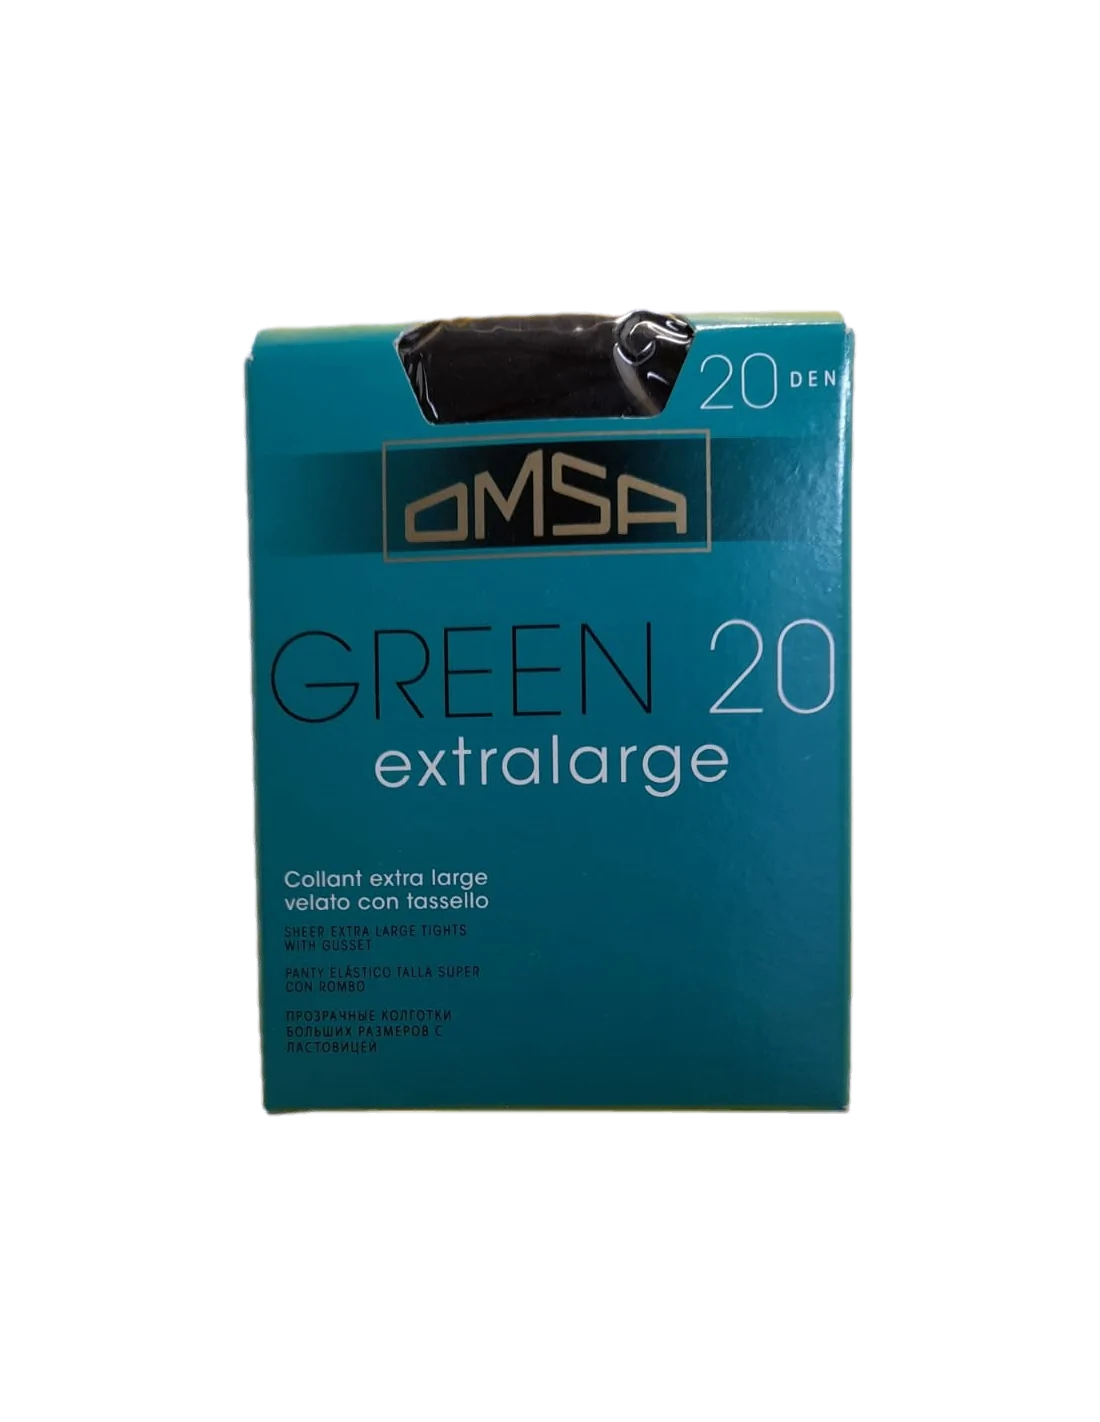 20 DEN
OMSA
GREEN 20
extralarge
Collant extra large
velato con tassello
SHEER EXTRA LARGE TIGHTS
WITH GUSSET
PANTY ELÁSTICO TALLA SUPER
CON ROMBO
ПРОЗРАЧНЫЕ КОЛГОТКИ
БОЛЬШИХ РАЗМЕРОВ С
ЛАСТОВИЦЕЙ